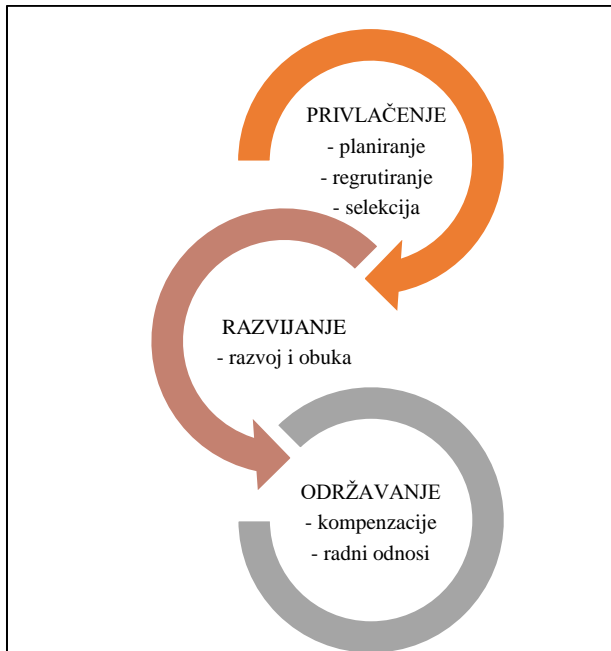 PRIVLAČENJE
- planiranje
- regrutiranje
- selekcija
RAZVIJANJE
- razvoj i obuka
ODRŽAVANJE
- kompenzacije
- radni odnosi